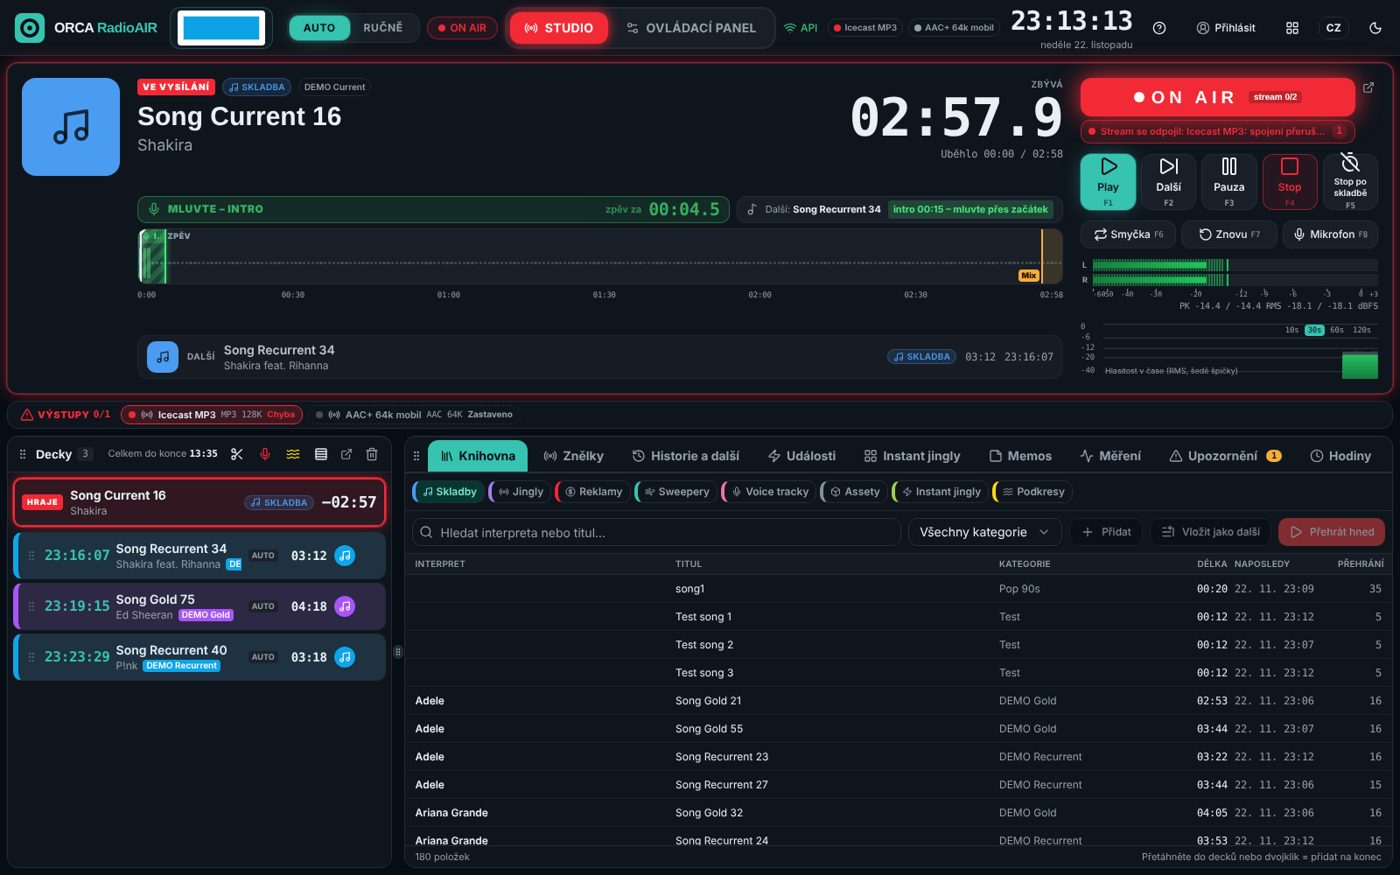 ORCA RadioAIR
AUTO
RUČNĚ
ON AIR
STUDIO
OVLÁDACÍ PANEL
API
Icecast MP3
AAC+ 64k mobil
23:13:13
neděle 22. listopadu
Přihlásit
CZ
VE VYSÍLÁNÍ
SKLADBA
DEMO Current
Song Current 16
Shakira
ZBÝVÁ
02:57.9
Uběhlo 00:00 / 02:58
ON AIR
stream 0/2
Stream se odpojil: Icecast MP3: spojení přeruš...
1
Play
F1
Další
F2
Pauza
F3
Stop
F4
Stop po
skladbě
F5
Smyčka F6
Znovu F7
Mikrofon F8
MLUVTE – INTRO
zpěv za 00:04.5
Další: Song Recurrent 34
intro 00:15 – mluvte přes začátek
ZPĚV
Mix
0:00
00:30
01:00
01:30
02:00
02:30
02:58
L
R
-40 -30 -20 -12 -9 -6 -3 0 +3
PK -14.4 / -14.4 RMS -18.1 / -18.1 dBFS
0
-6
-12
-20
-40
10s 30s 60s 120s
Hlasitost v čase (RMS, šedě špičky)
DALŠÍ
Song Recurrent 34
Shakira feat. Rihanna
SKLADBA
03:12 23:16:07
VÝSTUPY 0/1
Icecast MP3 MP3 128K Chyba
AAC+ 64k mobil AAC 64K Zastaveno
Decky 3
Celkem do konce 13:35
HRAJE
Song Current 16
Shakira
SKLADBA
–02:57
23:16:07
Song Recurrent 34
Shakira feat. Rihanna DE
AUTO
03:12
23:19:15
Song Gold 75
Ed Sheeran DEMO Gold
AUTO
04:18
23:23:29
Song Recurrent 40
P!nk DEMO Recurrent
AUTO
03:18
Knihovna
Znělky
Historie a další
Události
Instant jingly
Memos
Měření
Upozornění 1
Hodiny
Skladby
Jingly
Reklamy
Sweepery
Voice tracky
Assety
Instant jingly
Podkresy
Hledat interpreta nebo titul...
Všechny kategorie
Přidat
Vložit jako další
Přehrát hned
INTERPRET TITUL KATEGORIE DÉLKA NAPOSLEDY PŘEHRÁNÍ
song1 Pop 90s 00:20 22. 11. 23:09 35
Test song 1 Test 00:12 22. 11. 23:12 5
Test song 2 Test 00:12 22. 11. 23:07 5
Test song 3 Test 00:12 22. 11. 23:12 5
Adele Song Gold 21 DEMO Gold 02:53 22. 11. 23:06 16
Adele Song Gold 55 DEMO Gold 03:44 22. 11. 23:07 16
Adele Song Recurrent 23 DEMO Recurrent 03:22 22. 11. 23:12 16
Adele Song Recurrent 27 DEMO Recurrent 03:44 22. 11. 23:06 15
Ariana Grande Song Gold 32 DEMO Gold 04:05 22. 11. 23:06 16
Ariana Grande Song Recurrent 24 DEMO Recurrent 03:53 22. 11. 23:12 16
180 položek
Přetáhněte do decků nebo dvojklik = přidat na konec